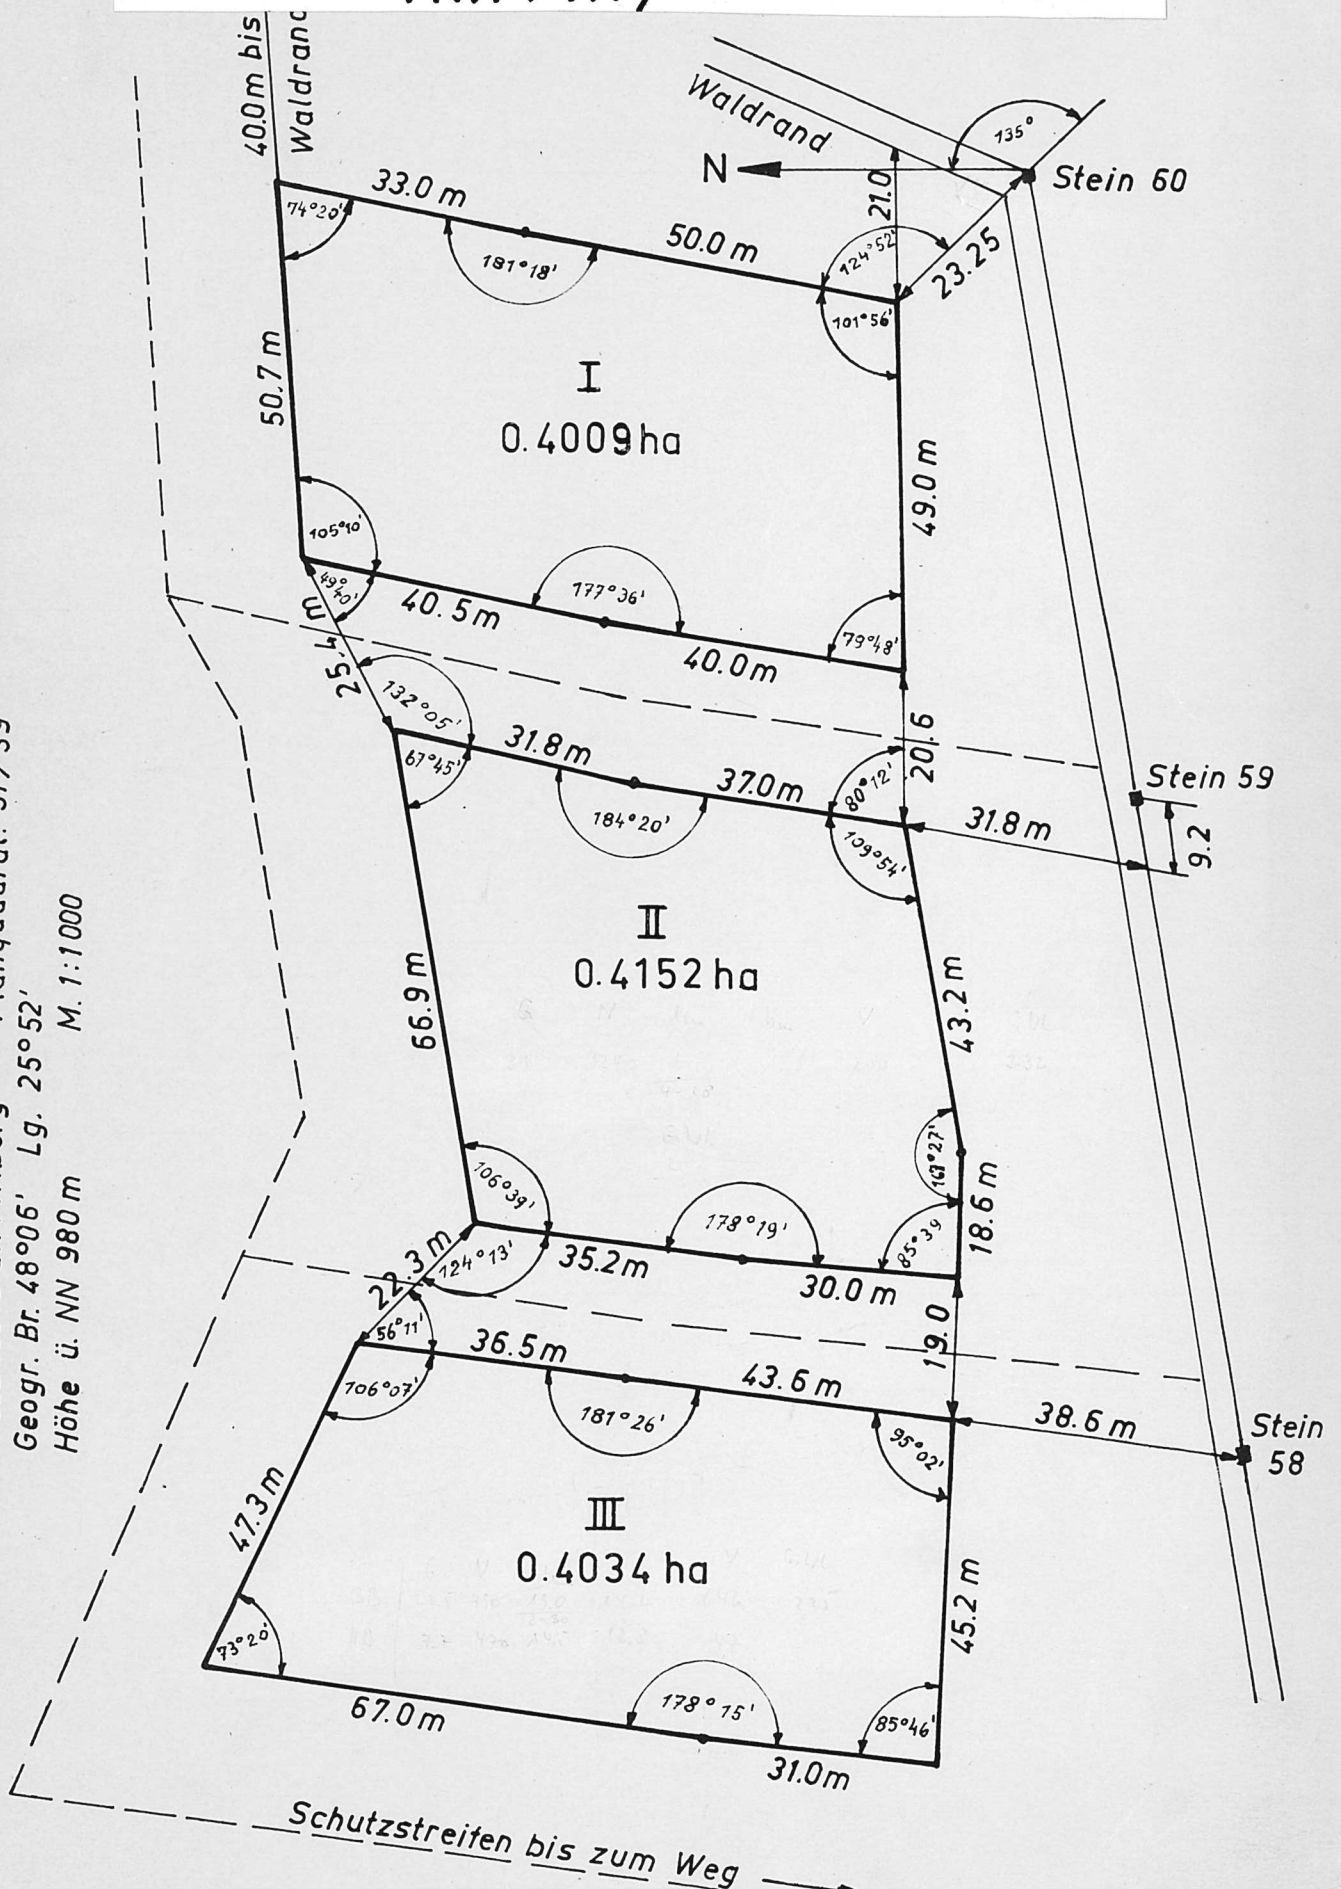 40.0m bis
Waldrand
Waldrand
135°
N
Stein 60
33.0 m
74°20'
21.0
50.0 m
181°18'
124°52'
23.25
101°56'
50.7 m
I
0.4009 ha
49.0 m
105°10'
49°40'
177°36'
40.5 m
79°48'
25.4 m
40.0 m
132°05'
31.8 m
20.6
67°45'
37.0 m
80°12'
Stein 59
184°20'
31.8 m
9.2
109°54'
II
0.4152 ha
66.9 m
43.2 m
Geogr. Br. 48°06' Lg. 25°52'
Höhe ü. NN 980 m M. 1:1000
167°27'
106°39'
178°19'
18.6 m
85°39
22.3 m
124°13'
35.2 m
30.0 m
56°11'
36.5 m
19.0
43.6 m
106°07'
181°26'
38.6 m
Stein
58
95°02'
47.3 m
III
0.4034 ha
45.2 m
73°20'
178°15'
67.0 m
85°46'
31.0 m
Schutzstreifen bis zum Weg